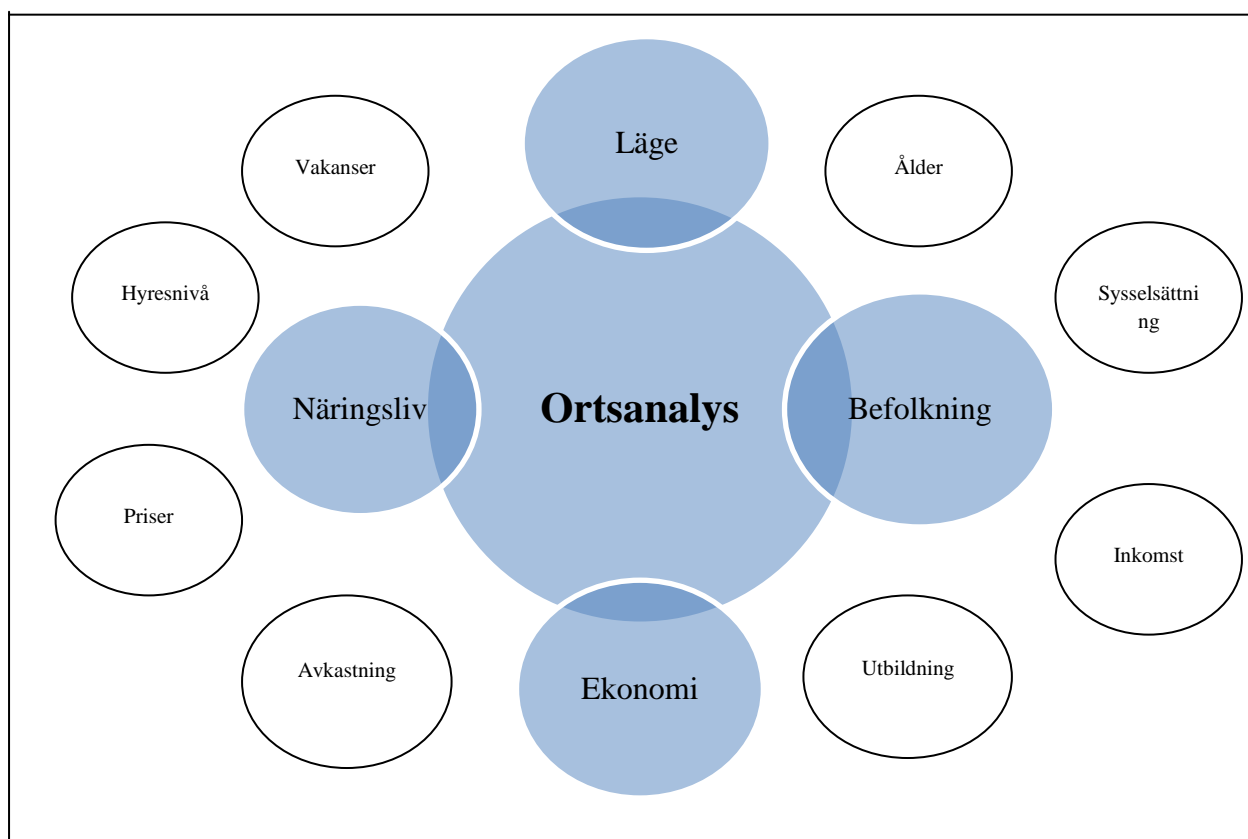 Läge
Vakanser
Ålder
Hyresnivå
Sysselsättni
ng
Näringsliv
Ortsanalys
Befolkning
Priser
Inkomst
Avkastning
Utbildning
Ekonomi